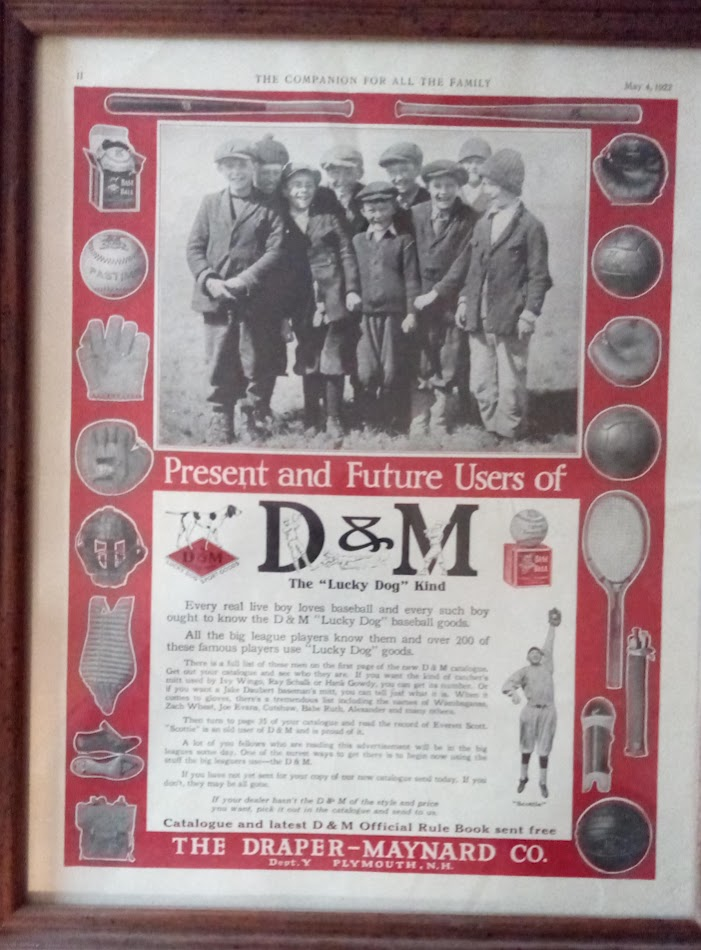 11
THE COMPANION FOR ALL THE FAMILY
May 4, 1922
PASTIME
Present and Future Users of
D & M
D & M
LUCKY DOG SPORT GOODS
The "Lucky Dog" Kind
Every real live boy loves baseball and every such boy
ought to know the D & M "Lucky Dog" baseball goods.
All the big league players know them and over 200 of
these famous players use "Lucky Dog" goods.
There is a full list of these men on the first page of the new D & M catalogue.
Get out your catalogue and see who they are. If you want the kind of catcher's
mitt used by Ivy Wingo, Ray Schalk or Hank Gowdy, you can get its number. Or
if you want a Jake Daubert baseman's mitt, you can tell just what it is. When it
comes to gloves, there's a tremendous list including the names of Wambsganss,
Zach Wheat, Joe Evans, Cutshaw, Babe Ruth, Alexander and many others.
Then turn to page 35 of your catalogue and read the record of Everett Scott.
"Scottie" is an old user of D & M and is proud of it.
A lot of you fellows who are reading this advertisement will be in the big
leagues some day. One of the surest ways to get there is to begin now using the
stuff the big leaguers use—the D & M.
If you have not yet sent for your copy of our new catalogue send today. If you
don't, they may be all gone.
If your dealer hasn't the D & M of the style and price
you want, pick it out in the catalogue and send to us.
"Scottie"
Catalogue and latest D & M Official Rule Book sent free
THE DRAPER-MAYNARD CO.
Dept. Y PLYMOUTH, N.H.